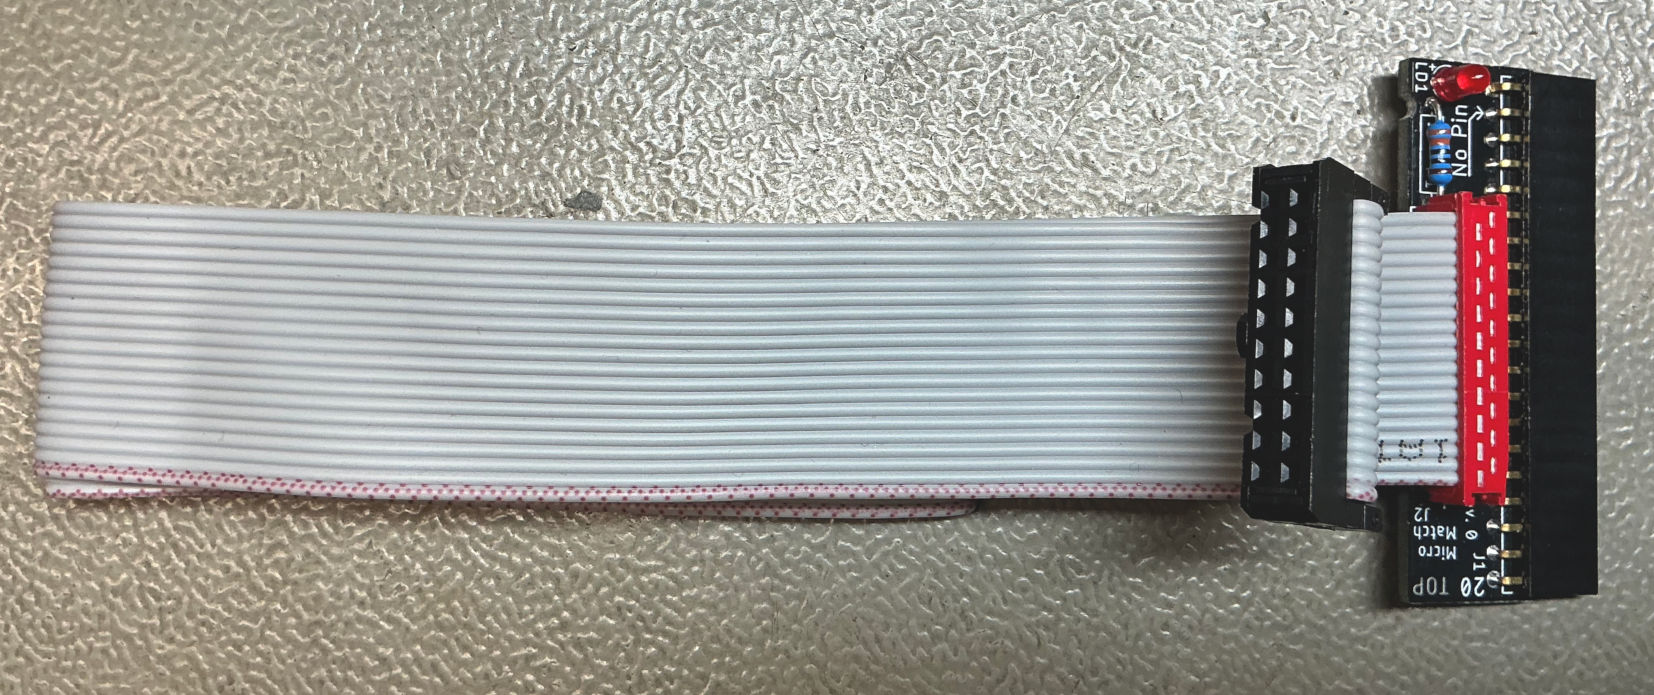 LD1
+
No Pin
v. 0
J2
Micro
Match
J1
20
TOP